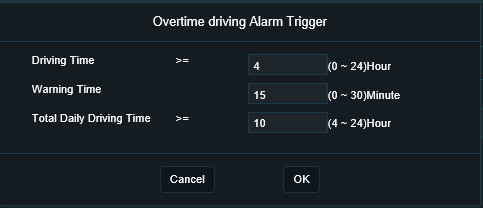 Overtime driving Alarm Trigger
Driving Time >= 4 (0 ~ 24)Hour
Warning Time 15 (0 ~ 30)Minute
Total Daily Driving Time >= 10 (4 ~ 24)Hour
Cancel OK